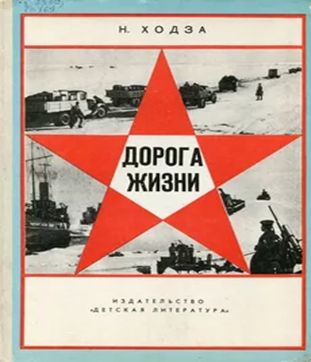 Н. ХОДЗА
ДОРОГА
ЖИЗНИ
ИЗДАТЕЛЬСТВО
«ДЕТСКАЯ ЛИТЕРАТУРА»